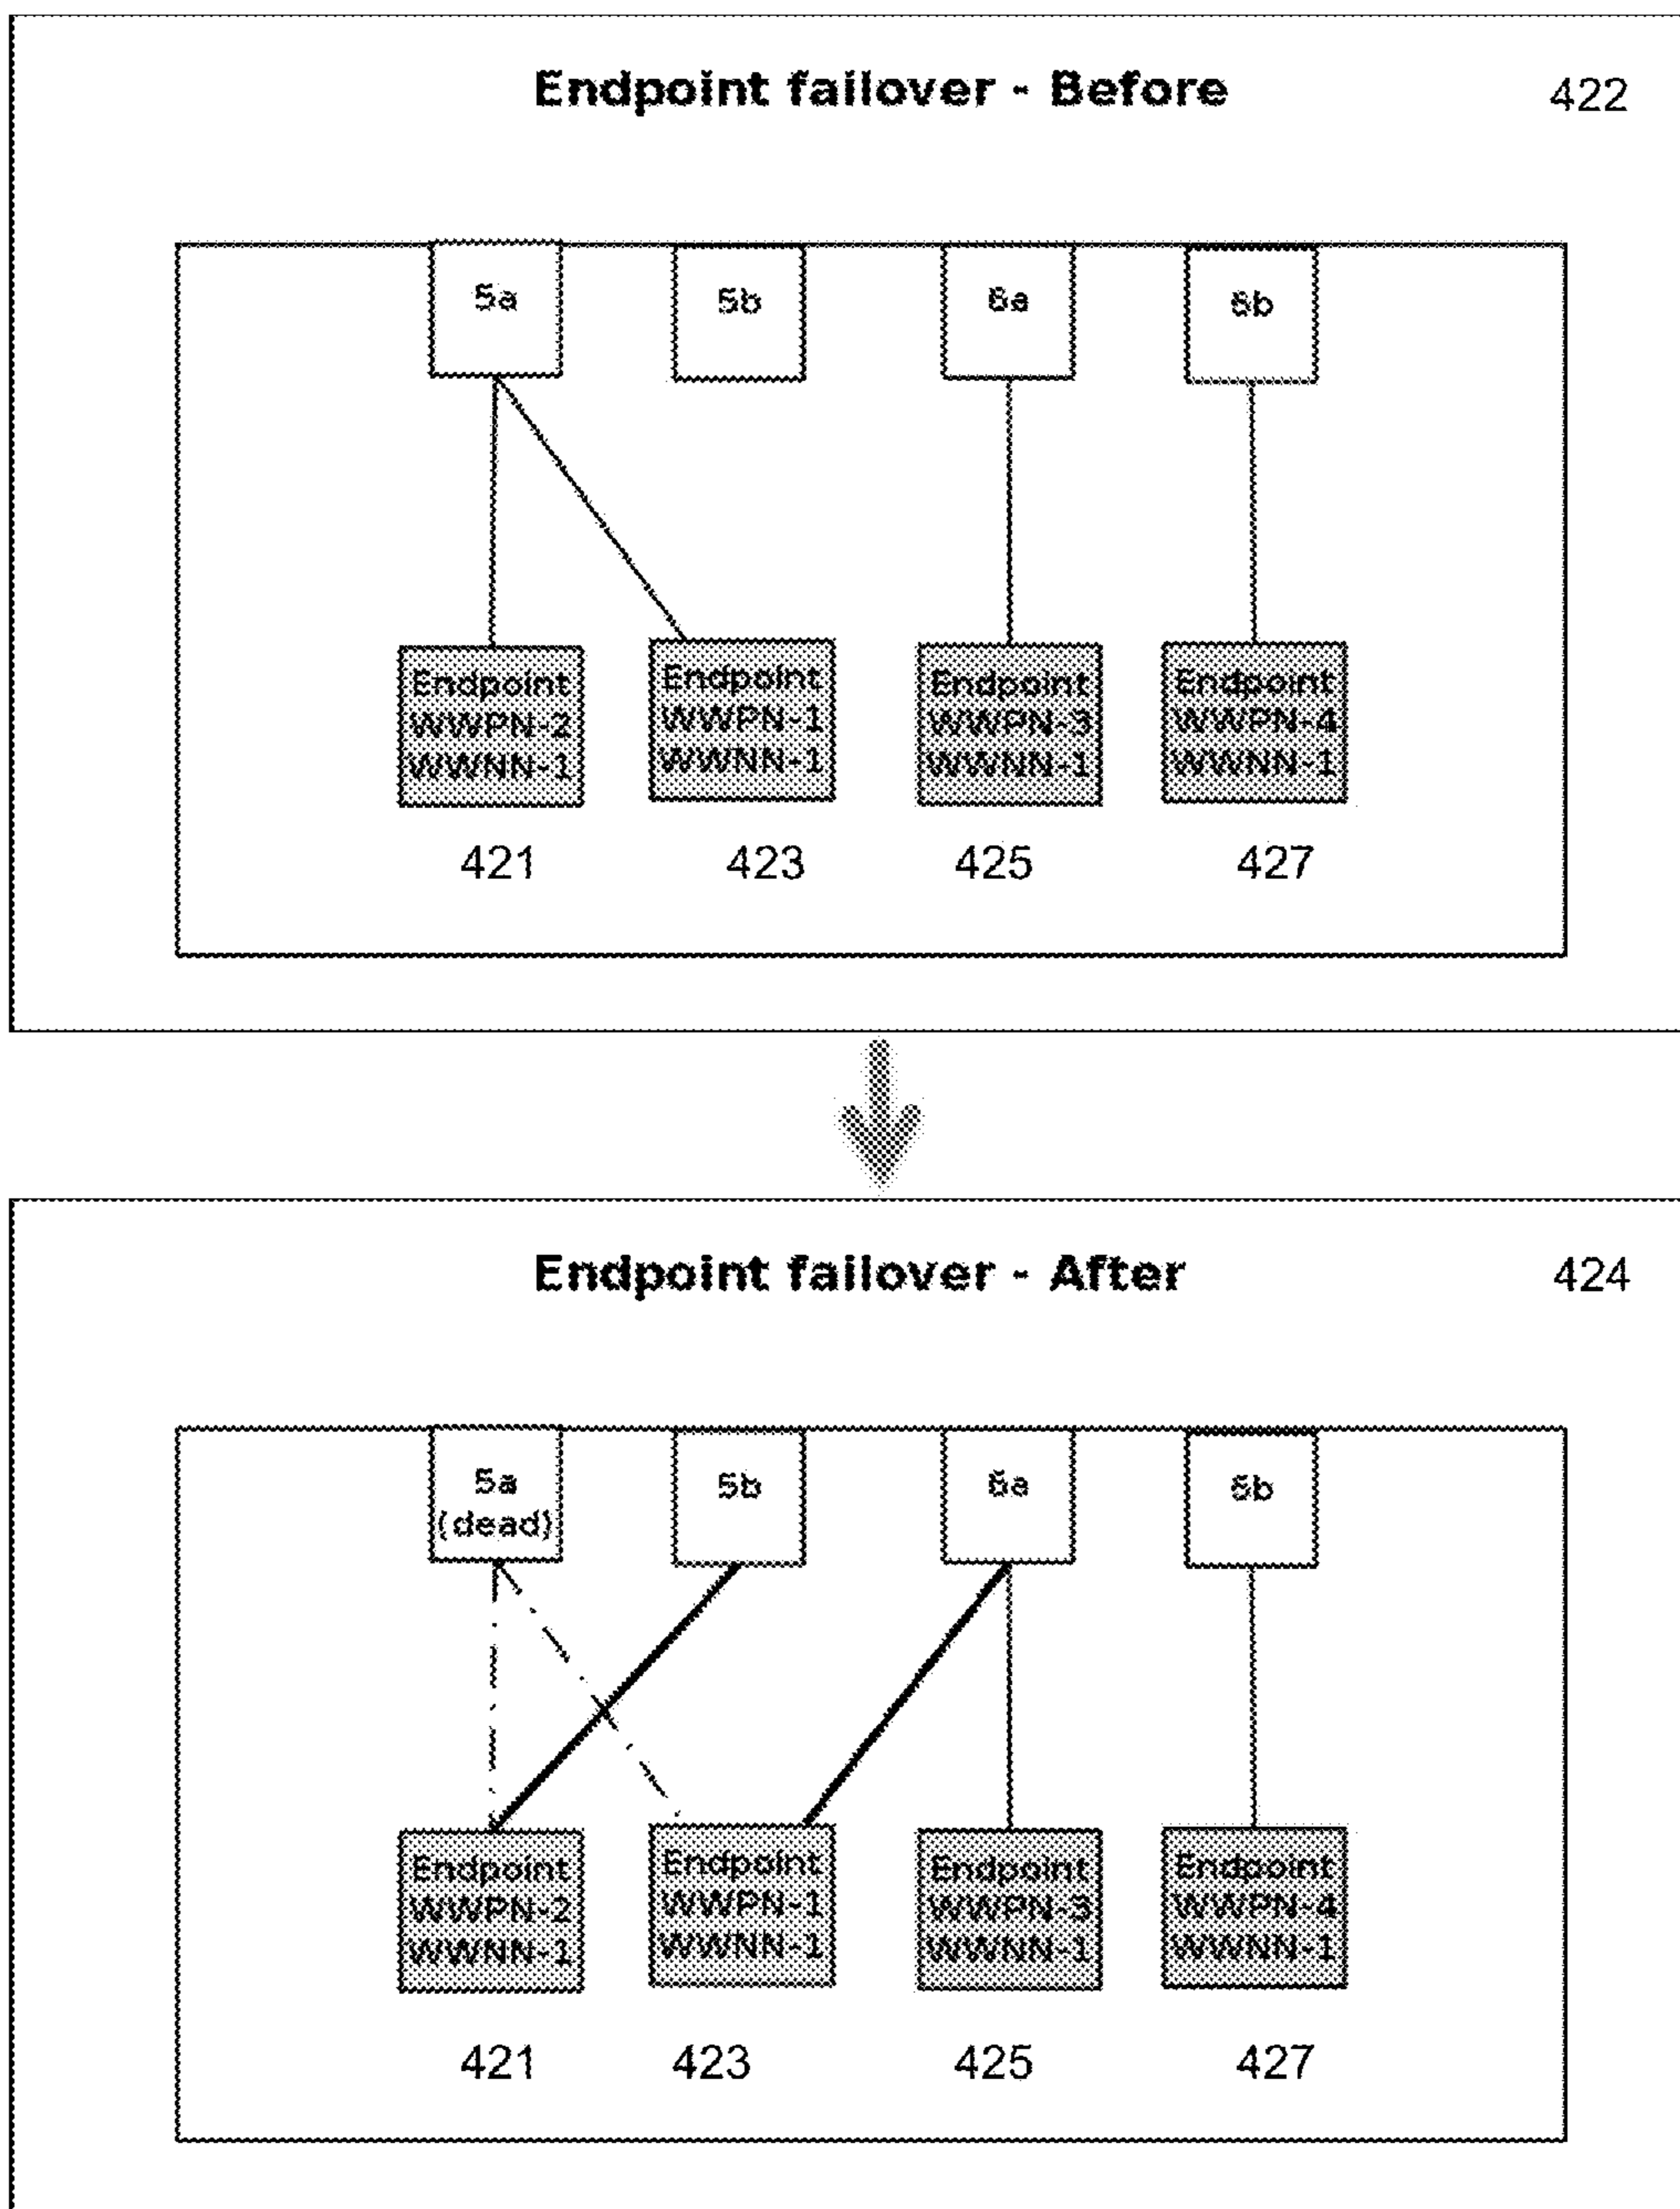 Endpoint failover - Before
422
5a
5b
6a
6b
Endpoint
WWPN-2
WWNN-1
Endpoint
WWPN-1
WWNN-1
Endpoint
WWPN-3
WWNN-1
Endpoint
WWPN-4
WWNN-1
421
423
425
427
Endpoint failover - After
424
5a
(dead)
5b
6a
6b
Endpoint
WWPN-2
WWNN-1
Endpoint
WWPN-1
WWNN-1
Endpoint
WWPN-3
WWNN-1
Endpoint
WWPN-4
WWNN-1
421
423
425
427